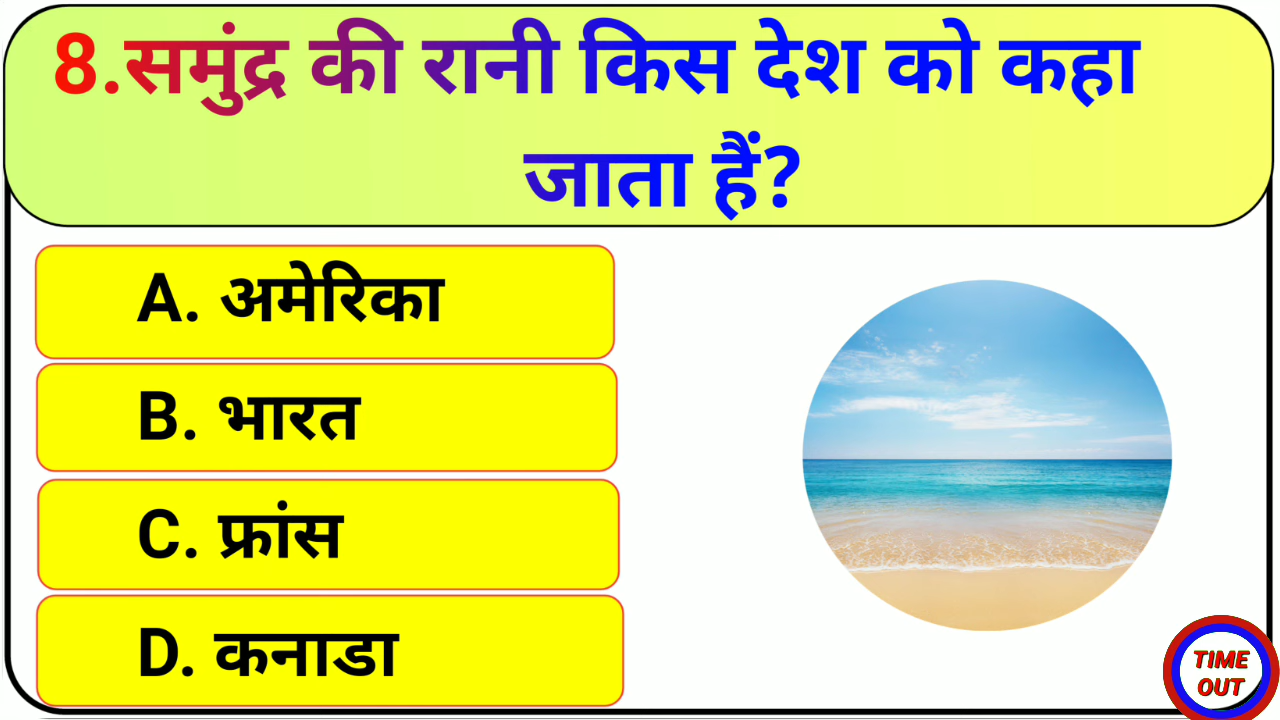 8.समुंद्र की रानी किस देश को कहा
जाता हैं?
A. अमेरिका
B. भारत
C. फ्रांस
D. कनाडा
TIME
OUT